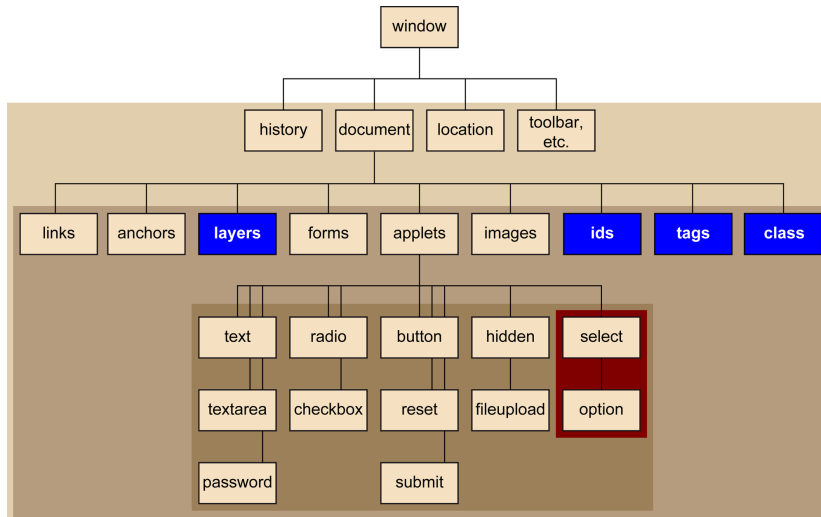 window
history
document
location
toolbar,
etc.
links
anchors
layers
forms
applets
images
ids
tags
class
text
radio
button
hidden
select
textarea
checkbox
reset
fileupload
option
password
submit